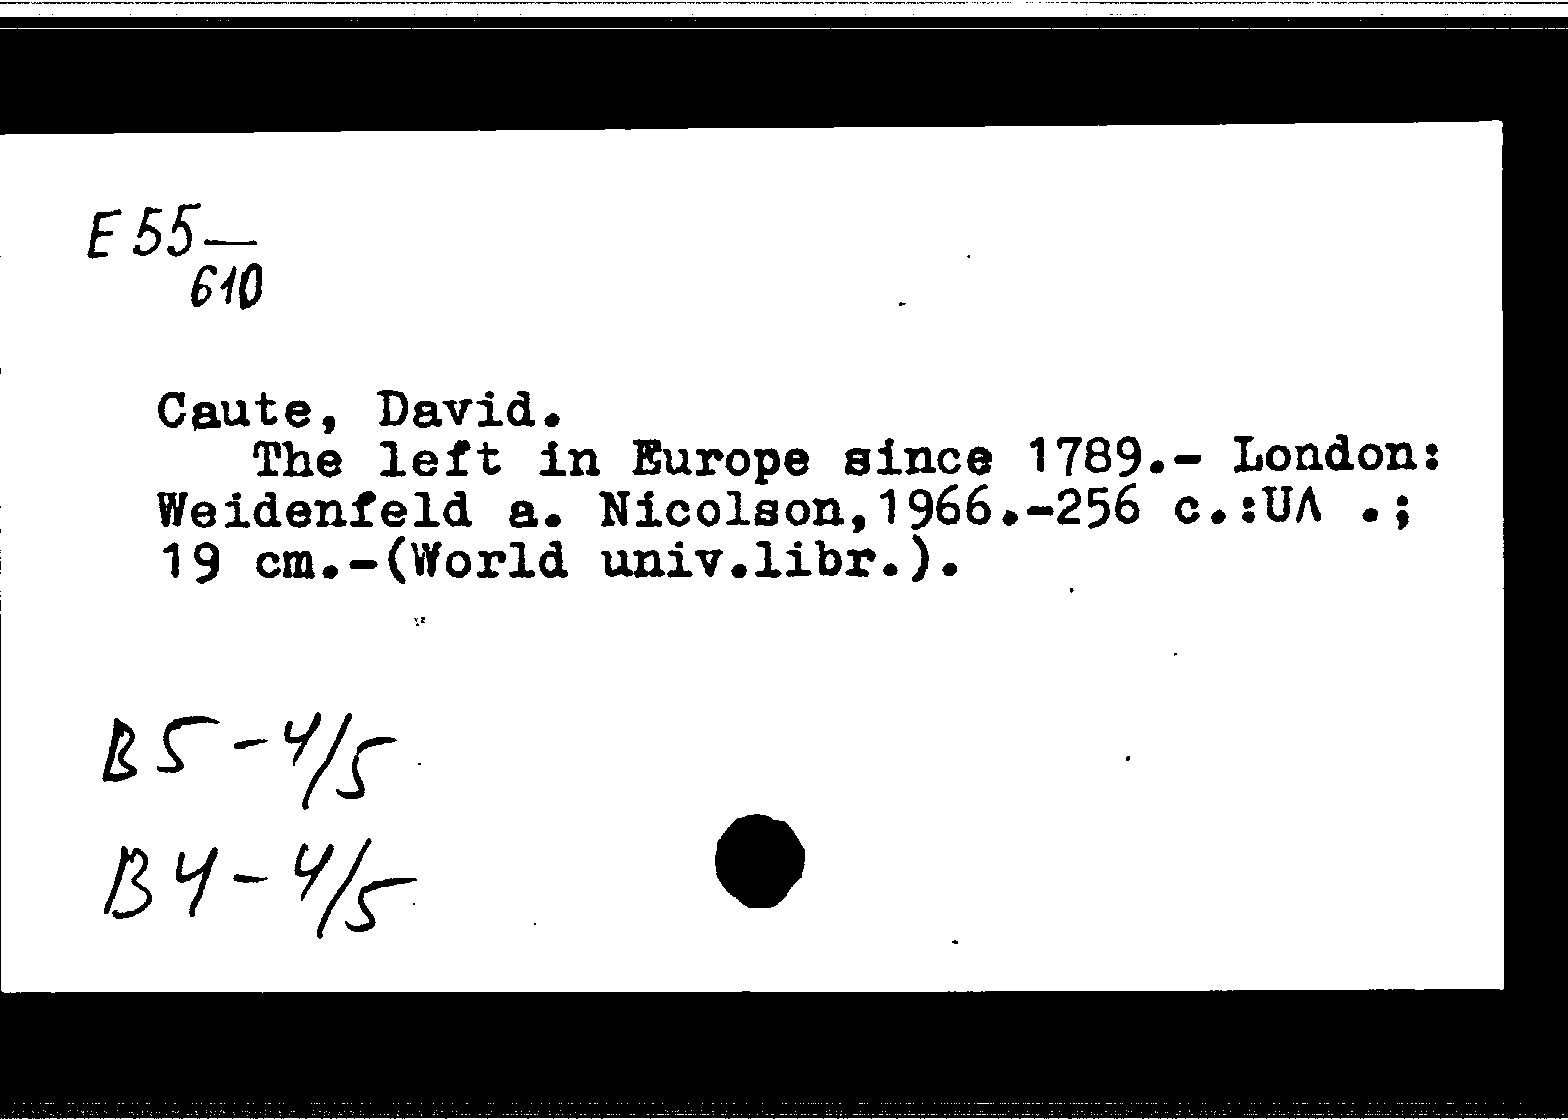 E 55—
610
Caute, David.
The left in Europe since 1789.- London:
Weidenfeld a. Nicolson,1966.-256 c.:UΛ .;
19 cm.-(World univ.libr.).
B5-4/5
B4-4/5